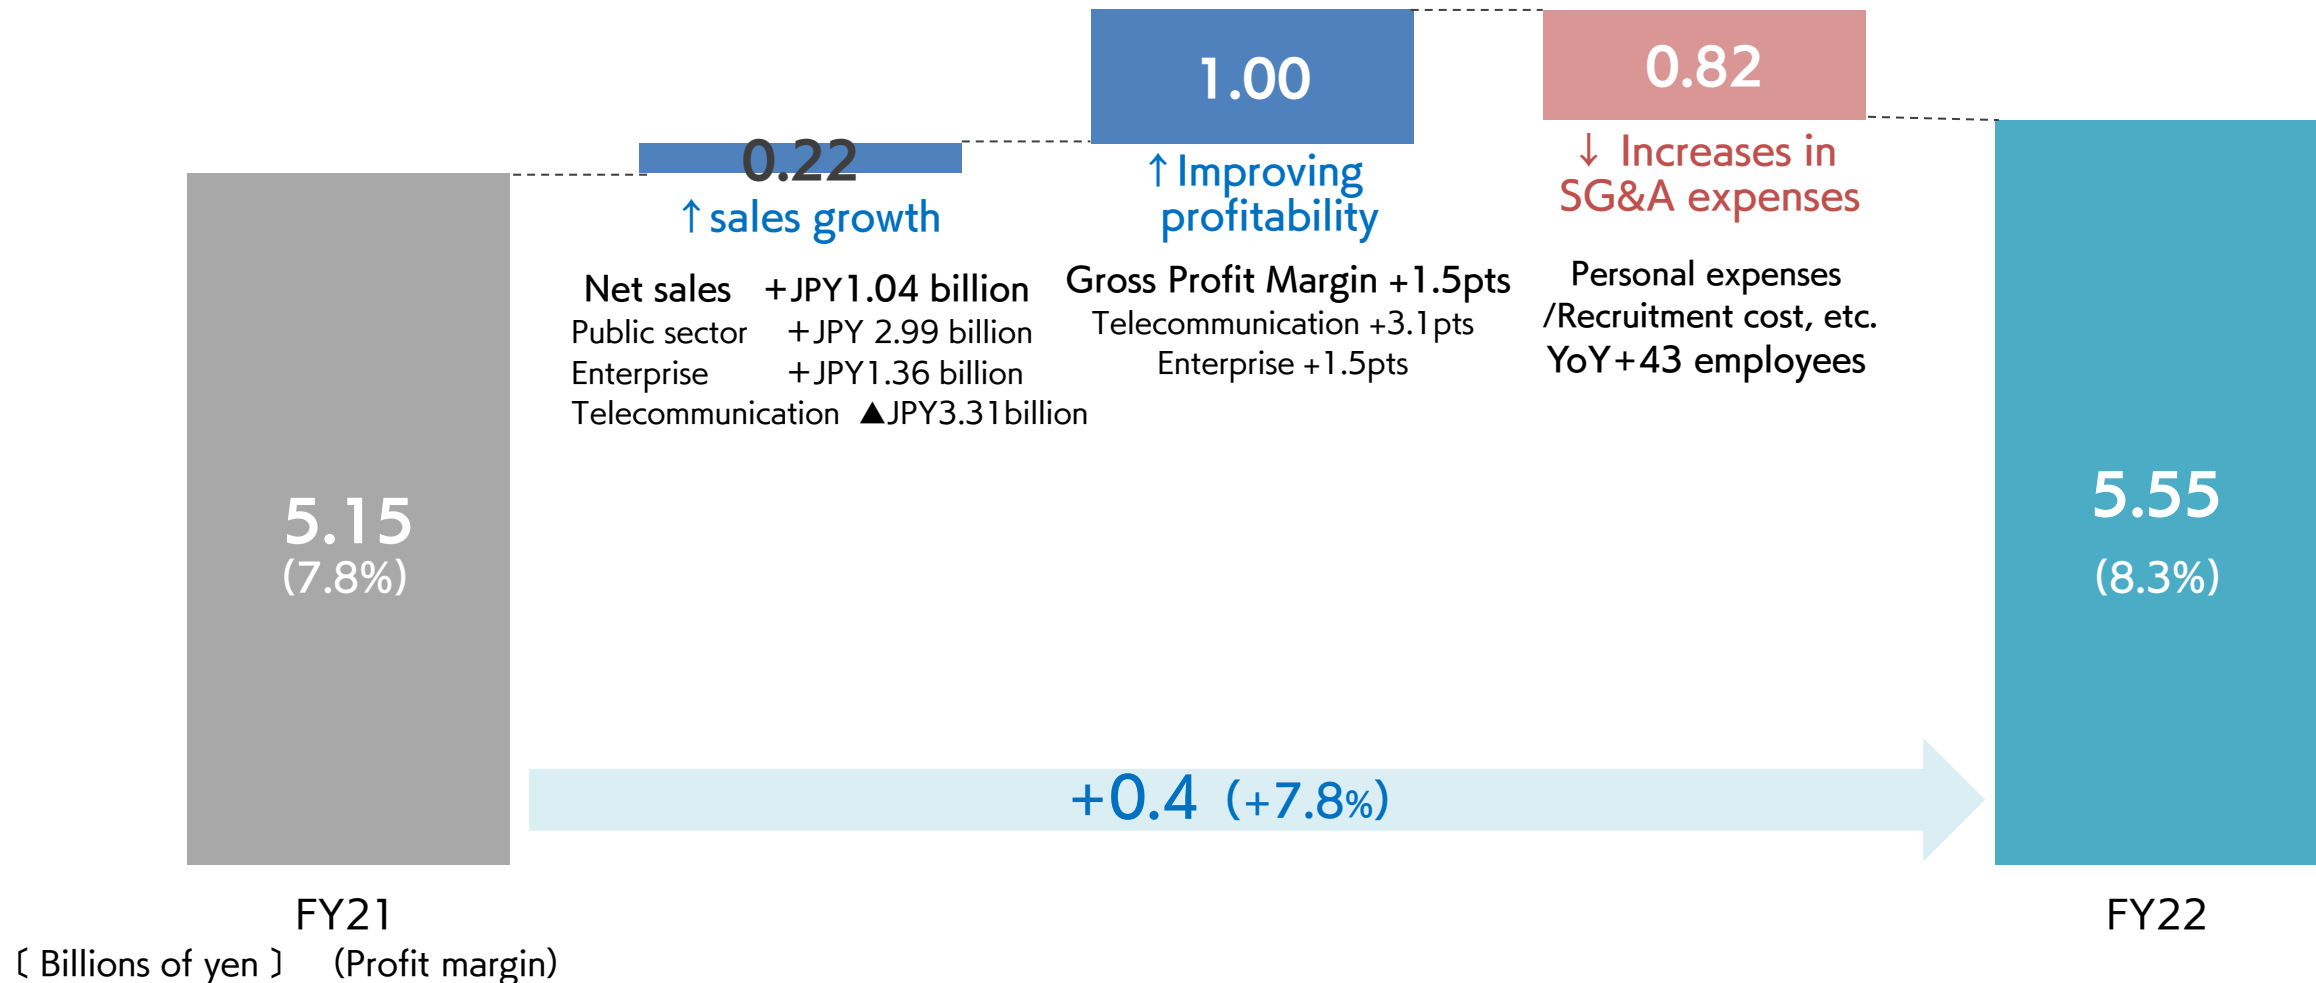 0.22
↑sales growth
Net sales +JPY1.04 billion
Public sector +JPY 2.99 billion
Enterprise +JPY1.36 billion
Telecommunication ▲JPY3.31billion
1.00
↑Improving
profitability
Gross Profit Margin +1.5pts
Telecommunication +3.1pts
Enterprise +1.5pts
0.82
↓ Increases in
SG&A expenses
Personal expenses
/Recruitment cost, etc.
YoY+43 employees
5.15
(7.8%)
5.55
(8.3%)
+0.4 (+7.8%)
FY21
FY22
〔 Billions of yen 〕 (Profit margin)